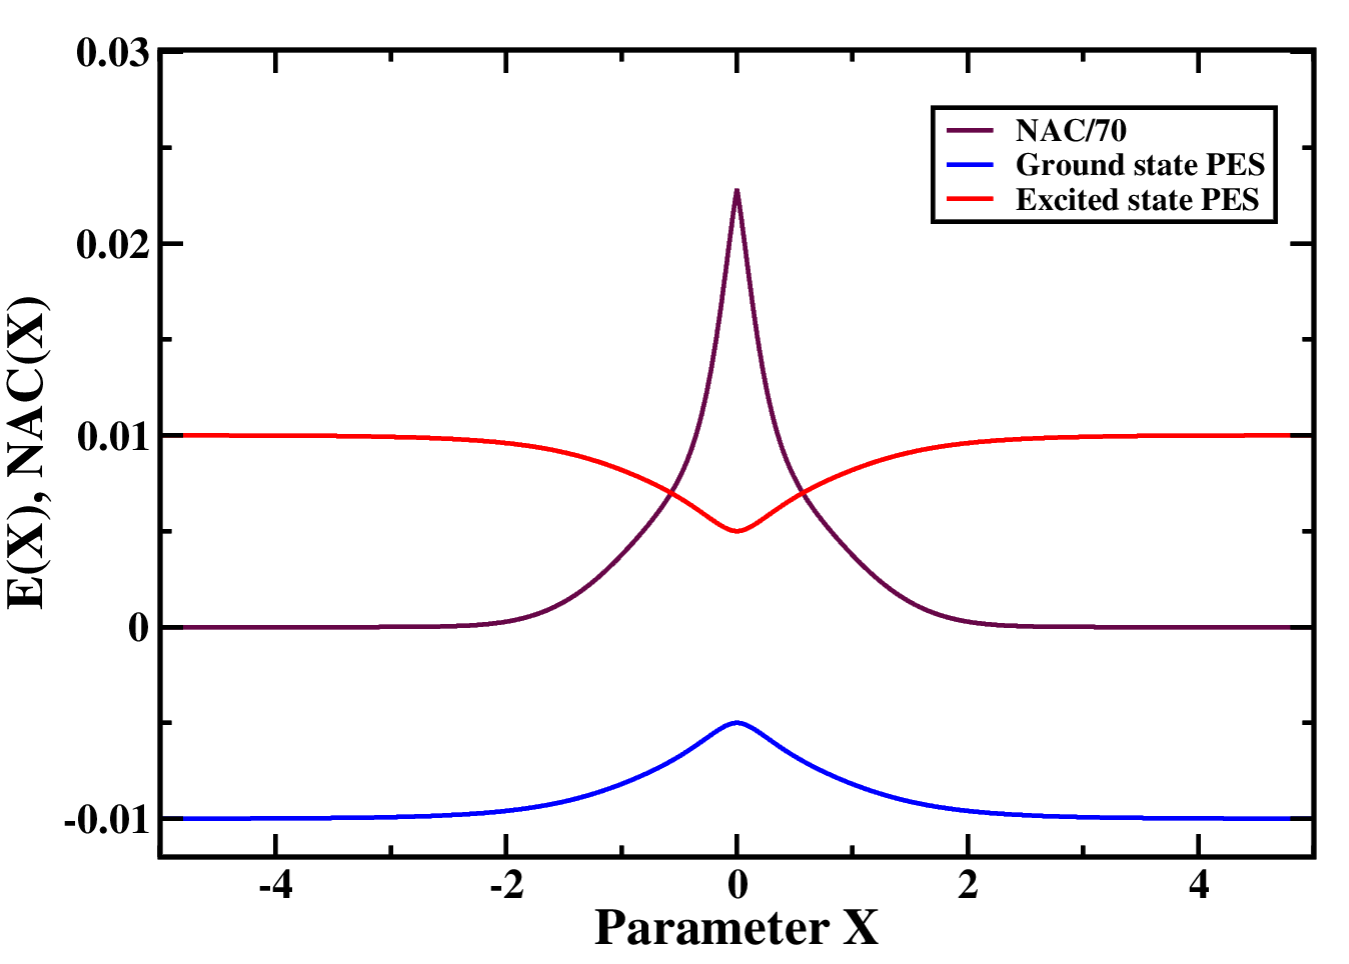 0.03
0.02
0.01
0
-0.01
E(X), NAC(X)
NAC/70
Ground state PES
Excited state PES
-4
-2
0
2
4
Parameter X